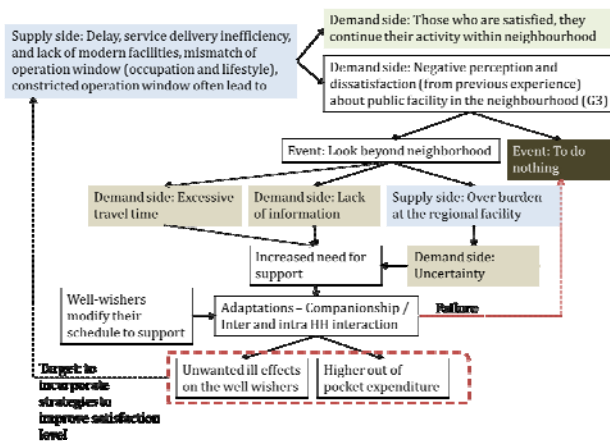 Supply side: Delay, service delivery inefficiency,
and lack of modern facilities, mismatch of
operation window (occupation and lifestyle),
constricted operation window often lead to
Demand side: Those who are satisfied, they
continue their activity within neighbourhood
Demand side: Negative perception and
dissatisfaction (from previous experience)
about public facility in the neighbourhood (G3)
Event: Look beyond neighborhood
Event: To do
nothing
Demand side: Excessive
travel time
Demand side: Lack
of information
Supply side: Over burden
at the regional facility
Increased need for
support
Demand side:
Uncertainty
Well-wishers
modify their
schedule to support
Adaptations – Companionship /
Inter and intra HH interaction
Failure
Unwanted ill effects
on the well wishers
Higher out of
pocket expenditure
Target: to
incorporate
strategies to
improve satisfaction
level